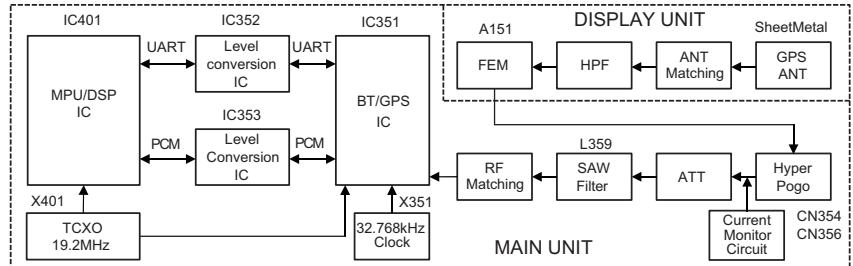 IC401
IC352
IC351
DISPLAY UNIT
A151
SheetMetal
MPU/DSP
IC
UART
Level
conversion
IC
UART
BT/GPS
IC
FEM
HPF
ANT
Matching
GPS
ANT
IC353
PCM
Level
Conversion
IC
PCM
L359
RF
Matching
SAW
Filter
ATT
Hyper
Pogo
X401
X351
TCXO
19.2MHz
32.768kHz
Clock
Current
Monitor
Circuit
CN354
CN356
MAIN UNIT